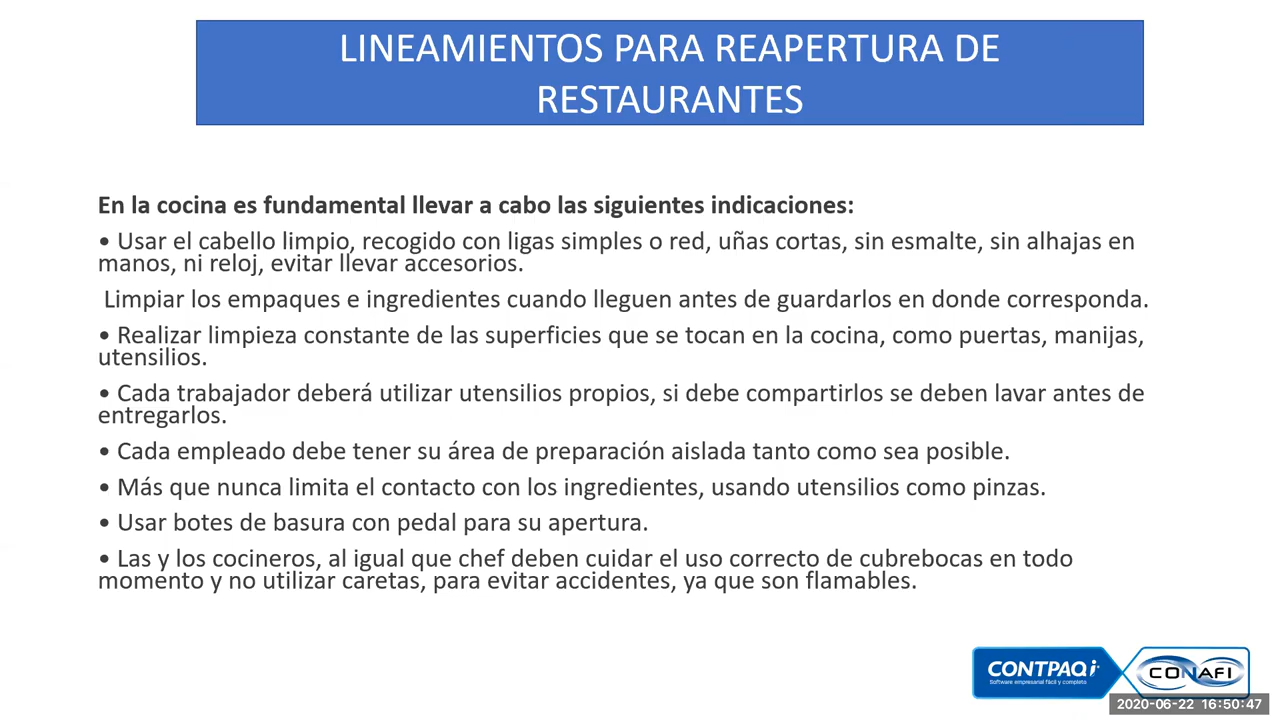 LINEAMIENTOS PARA REAPERTURA DE
RESTAURANTES
En la cocina es fundamental llevar a cabo las siguientes indicaciones:
• Usar el cabello limpio, recogido con ligas simples o red, uñas cortas, sin esmalte, sin alhajas en
manos, ni reloj, evitar llevar accesorios.
Limpiar los empaques e ingredientes cuando lleguen antes de guardarlos en donde corresponda.
• Realizar limpieza constante de las superficies que se tocan en la cocina, como puertas, manijas,
utensilios.
• Cada trabajador deberá utilizar utensilios propios, si debe compartirlos se deben lavar antes de
entregarlos.
• Cada empleado debe tener su área de preparación aislada tanto como sea posible.
• Más que nunca limita el contacto con los ingredientes, usando utensilios como pinzas.
• Usar botes de basura con pedal para su apertura.
• Las y los cocineros, al igual que chef deben cuidar el uso correcto de cubrebocas en todo
momento y no utilizar caretas, para evitar accidentes, ya que son flamables.
CONTPAQi
Software empresarial fácil y completo
CONAFI
2020-06-22 16:50:47